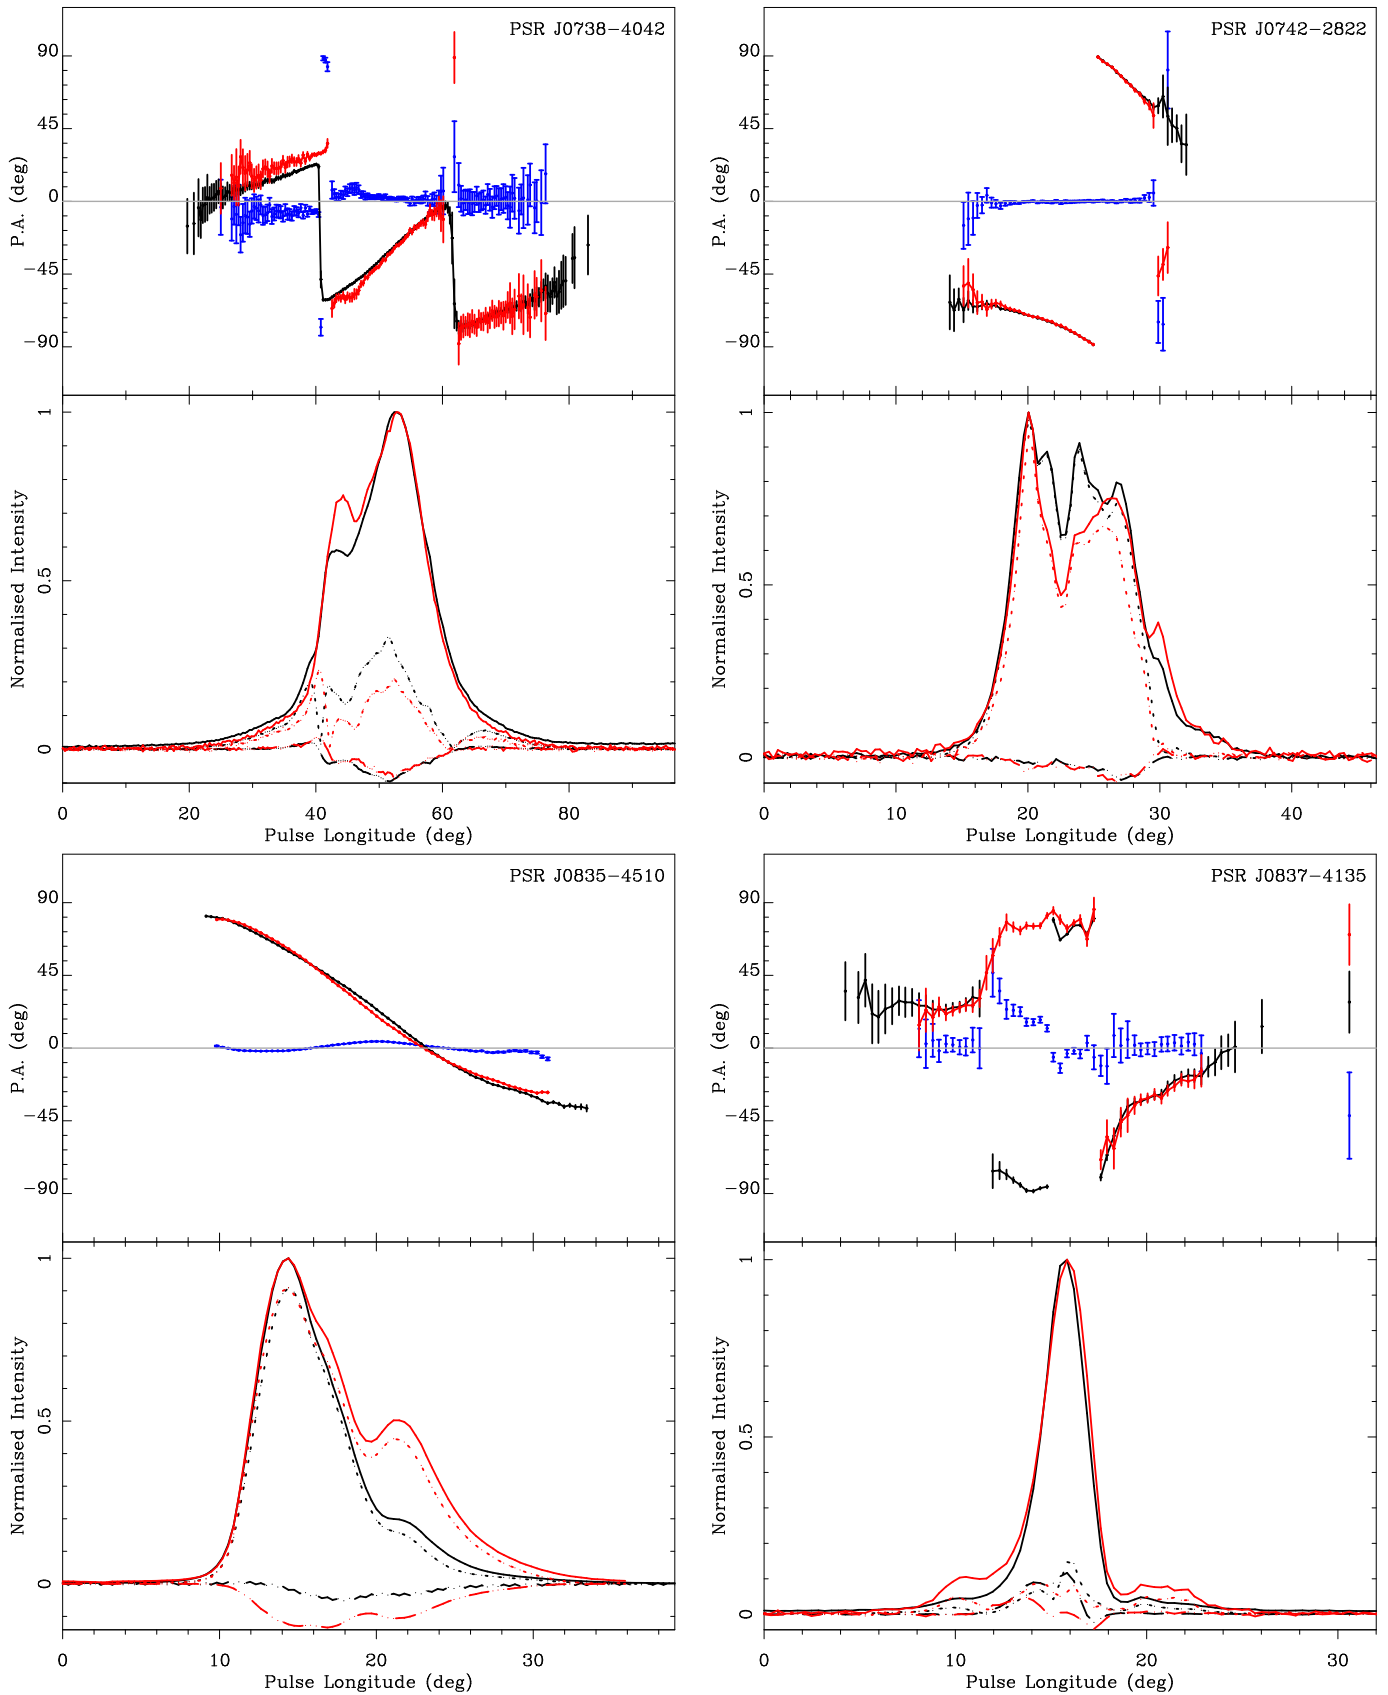 PSR J0738−4042
90
45
0
−45
−90
P.A. (deg)
1
0.5
0
Normalised Intensity
0 20 40 60 80
Pulse Longitude (deg)
PSR J0742−2822
90
45
0
−45
−90
P.A. (deg)
1
0.5
0
Normalised Intensity
0 10 20 30 40
Pulse Longitude (deg)
PSR J0835−4510
90
45
0
−45
−90
P.A. (deg)
1
0.5
0
Normalised Intensity
0 10 20 30
Pulse Longitude (deg)
PSR J0837−4135
90
45
0
−45
−90
P.A. (deg)
1
0.5
0
Normalised Intensity
0 10 20 30
Pulse Longitude (deg)